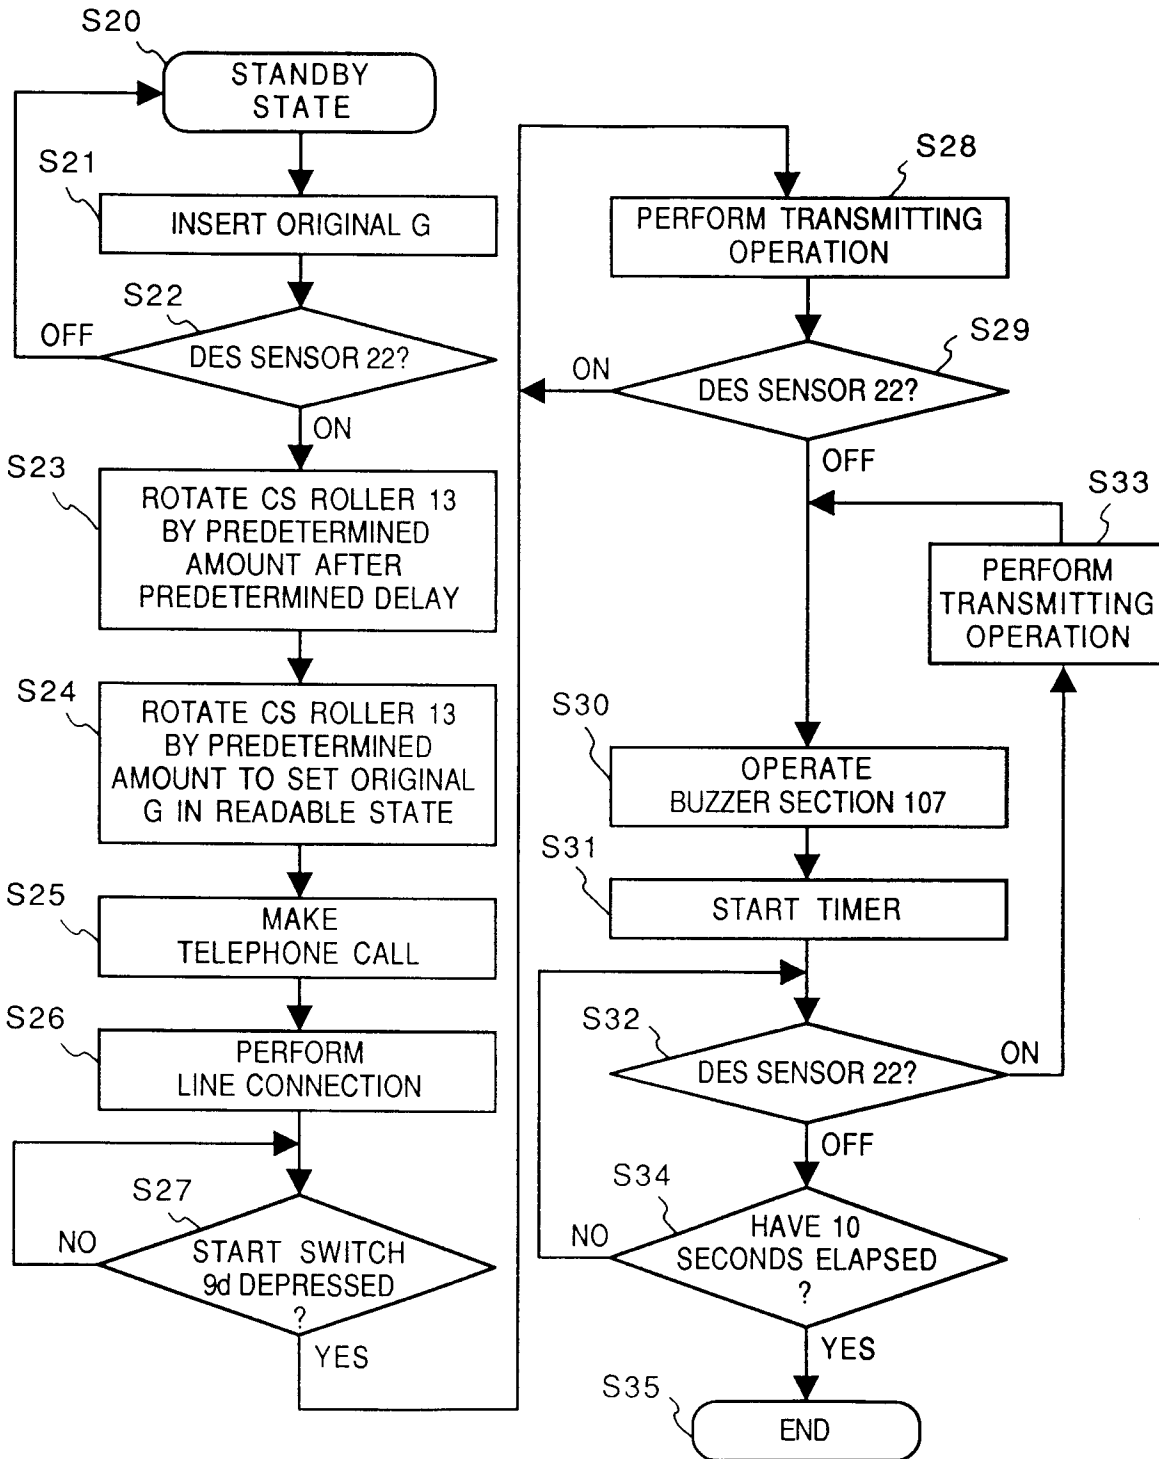 S20
STANDBY
STATE
S21
INSERT ORIGINAL G
S22
OFF
DES SENSOR 22?
ON
S23
ROTATE CS ROLLER 13
BY PREDETERMINED
AMOUNT AFTER
PREDETERMINED DELAY
S24
ROTATE CS ROLLER 13
BY PREDETERMINED
AMOUNT TO SET ORIGINAL
G IN READABLE STATE
S25
MAKE
TELEPHONE CALL
S26
PERFORM
LINE CONNECTION
S27
NO
START SWITCH
9d DEPRESSED
?
YES
S28
PERFORM TRANSMITTING
OPERATION
S29
ON
DES SENSOR 22?
OFF
S33
PERFORM
TRANSMITTING
OPERATION
S30
OPERATE
BUZZER SECTION 107
S31
START TIMER
S32
DES SENSOR 22?
ON
OFF
S34
NO
HAVE 10
SECONDS ELAPSED
?
YES
S35
END